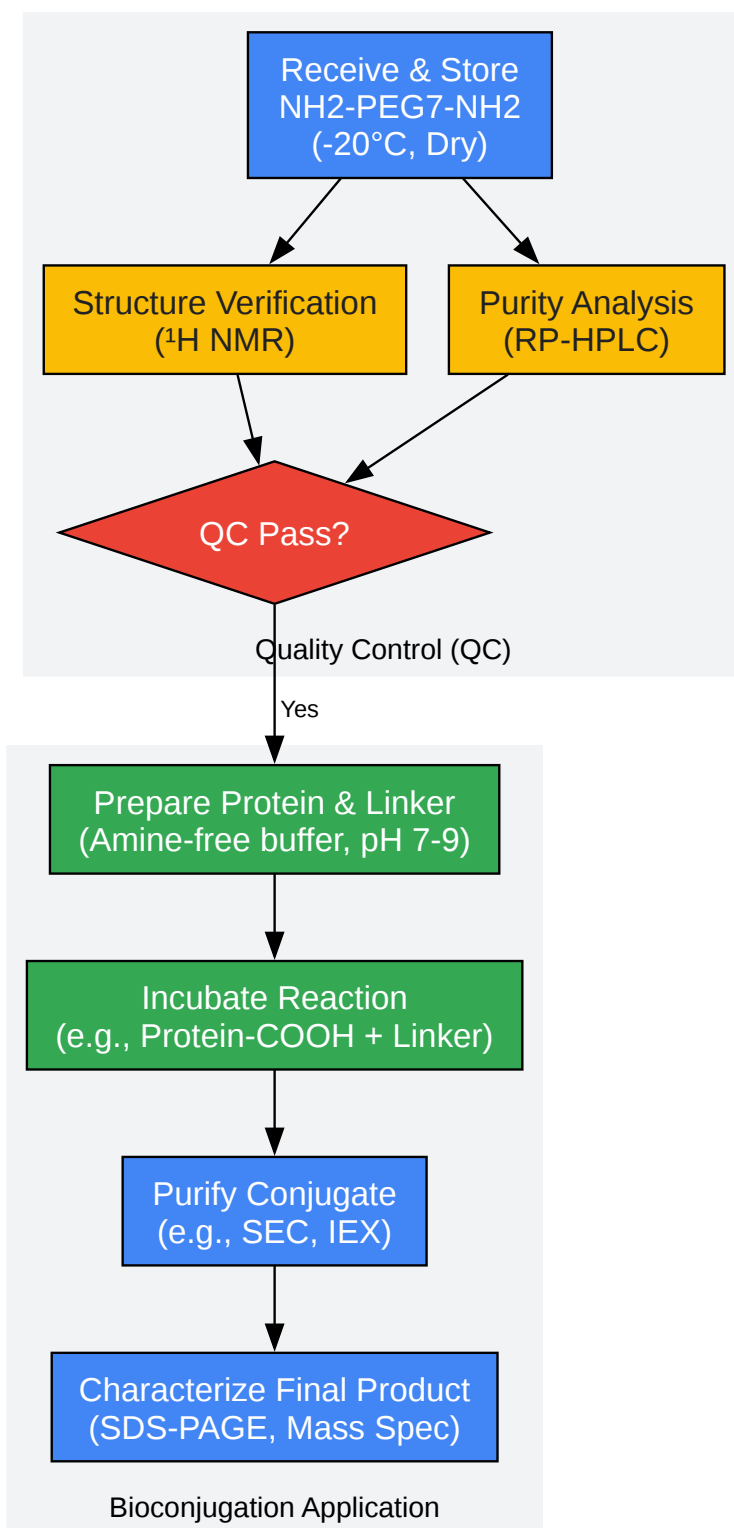 Receive & Store
NH2-PEG7-NH2
(-20°C, Dry)
Structure Verification
(¹H NMR)
Purity Analysis
(RP-HPLC)
QC Pass?
Quality Control (QC)
Yes
Prepare Protein & Linker
(Amine-free buffer, pH 7-9)
Incubate Reaction
(e.g., Protein-COOH + Linker)
Purify Conjugate
(e.g., SEC, IEX)
Characterize Final Product
(SDS-PAGE, Mass Spec)
Bioconjugation Application